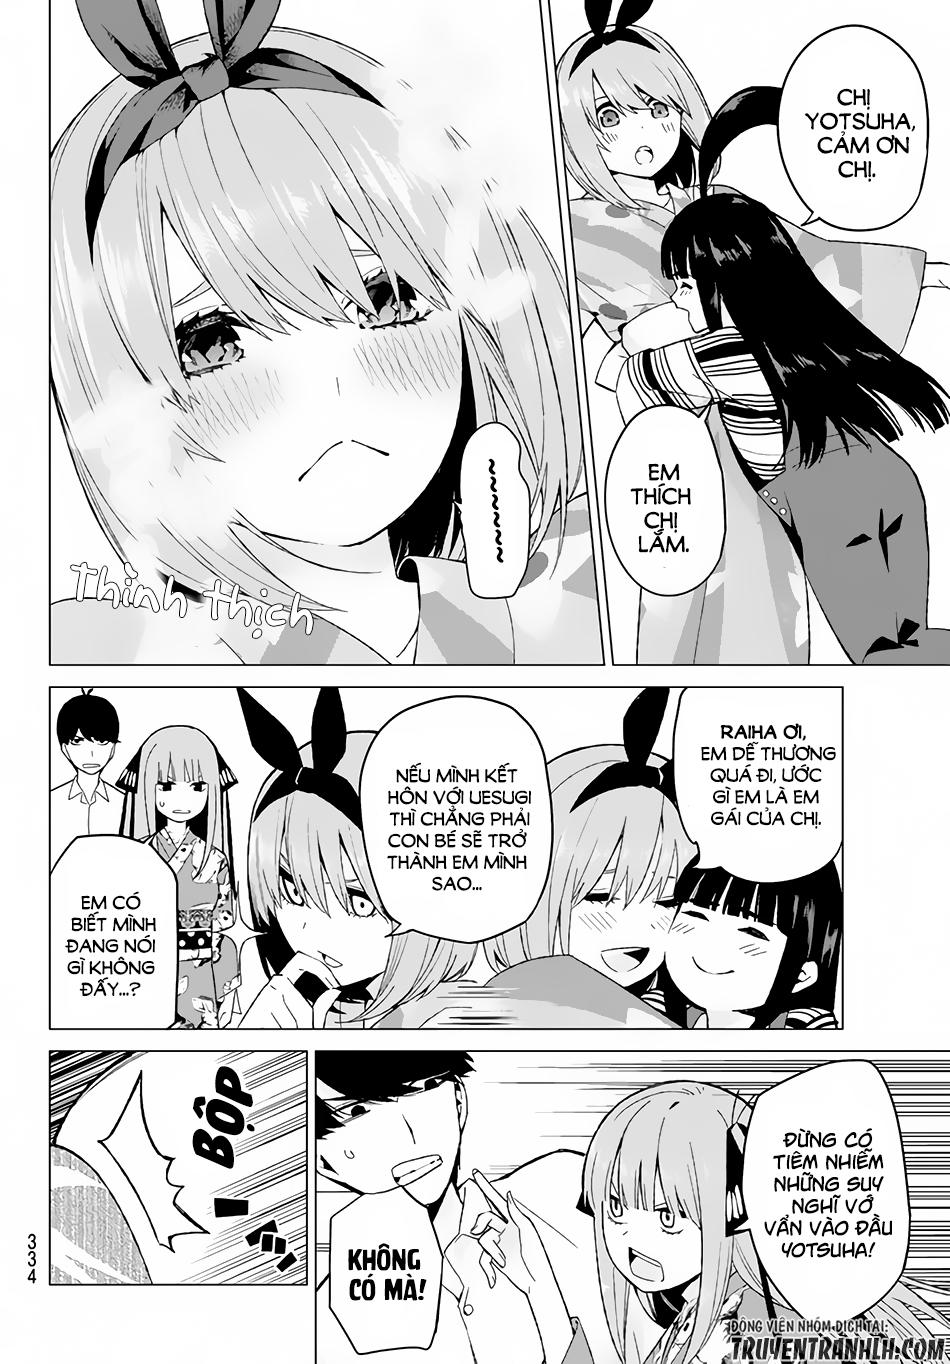 CHỊ
YOTSUHA,
CẢM ƠN
CHỊ.
EM
THÍCH
CHỊ
LẮM.
~~~~~~~
Thình thịch
RAIHA ƠI,
EM DỄ THƯƠNG
QUÁ ĐI, ƯỚC
GÌ EM LÀ EM
GÁI CỦA CHỊ.
NẾU MÌNH KẾT
HÔN VỚI UESUGI
THÌ CHẲNG PHẢI
CON BÉ SẼ TRỞ
THÀNH EM MÌNH
SAO...
EM CÓ
BIẾT MÌNH
ĐANG NÓI
GÌ KHÔNG
ĐẤY...?
ĐỪNG CÓ
TIÊM NHIỄM
NHỮNG SUY
NGHĨ VỚ
VẨN VÀO ĐẦU
YOTSUHA!
KHÔNG
CÓ MÀ!
BỘP
334
ĐỘNG VIÊN NHÓM DỊCH TẠI:
TRUYENTRANHLH.COM